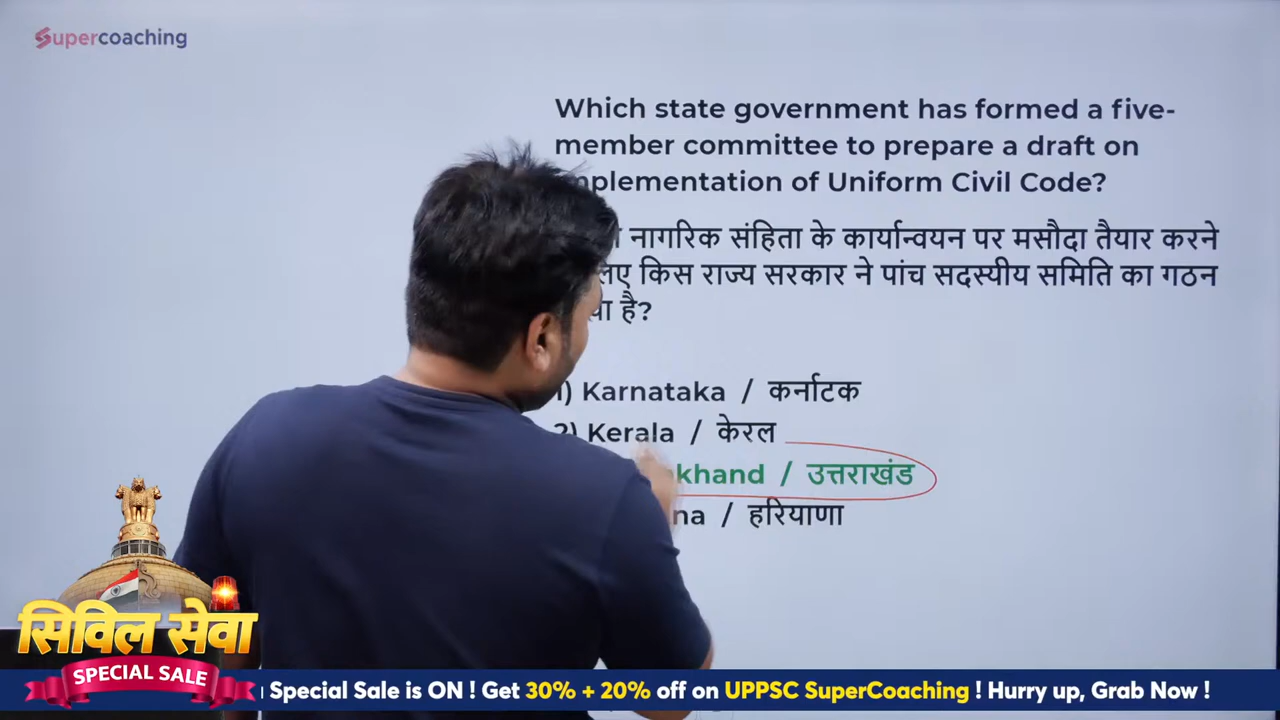 Supercoaching
Which state government has formed a five-
member committee to prepare a draft on
implementation of Uniform Civil Code?
नागरिक संहिता के कार्यान्वयन पर मसौदा तैयार करने
लिए किस राज्य सरकार ने पांच सदस्यीय समिति का गठन
है?
1) Karnataka / कर्नाटक
2) Kerala / केरल
khand / उत्तराखंड
na / हरियाणा
सिविल सेवा
SPECIAL SALE
Special Sale is ON ! Get 30% + 20% off on UPPSC SuperCoaching ! Hurry up, Grab Now !